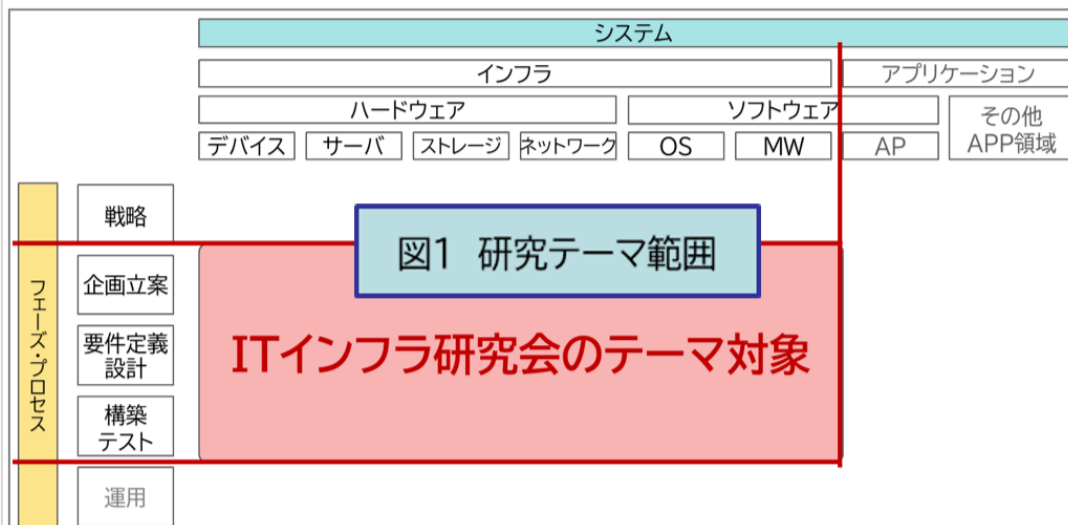 システム
インフラ
アプリケーション
ハードウェア
ソフトウェア
その他
APP領域
デバイス
サーバ
ストレージ
ネットワーク
OS
MW
AP
フェーズ・プロセス
戦略
図1 研究テーマ範囲
企画立案
ITインフラ研究会のテーマ対象
要件定義
設計
構築
テスト
運用